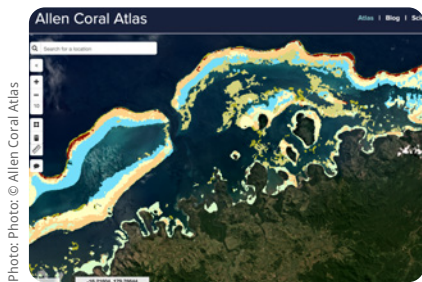 Allen Coral Atlas
Atlas | Blog | Sci
Search for a location
Photo: Photo: © Allen Coral Atlas